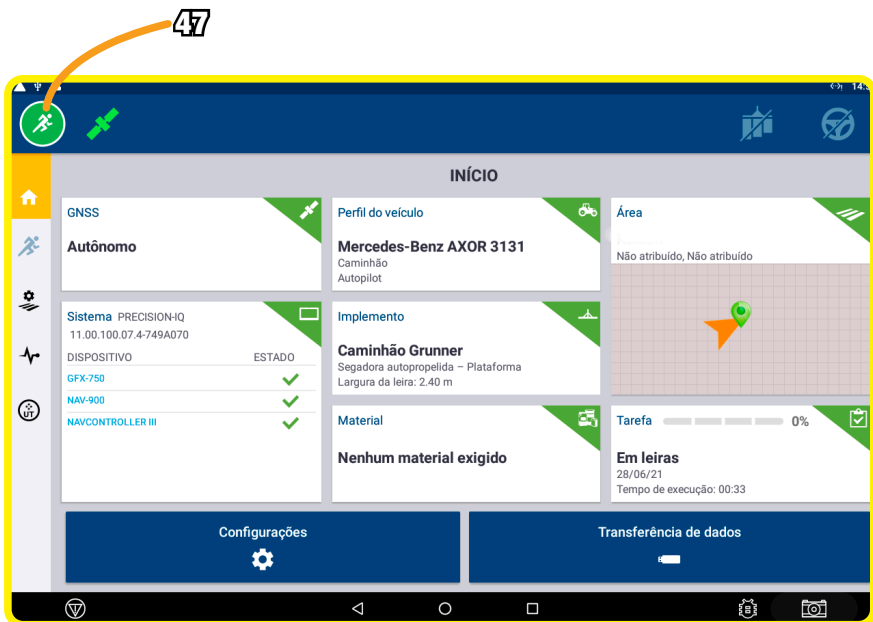 47
INÍCIO
GNSS
Autônomo
Perfil do veículo
Mercedes-Benz AXOR 3131
Caminhão
Autopilot
Área
Não atribuído, Não atribuído
Sistema PRECISION-IQ
11.00.100.07.4-749A070
DISPOSITIVO ESTADO
GFX-750
NAV-900
NAVCONTROLLER III
Implemento
Caminhão Grunner
Segadora autopropelida – Plataforma
Largura da leira: 2.40 m
Material
Nenhum material exigido
Tarefa 0%
Em leiras
28/06/21
Tempo de execução: 00:33
Configurações
Transferência de dados
UT